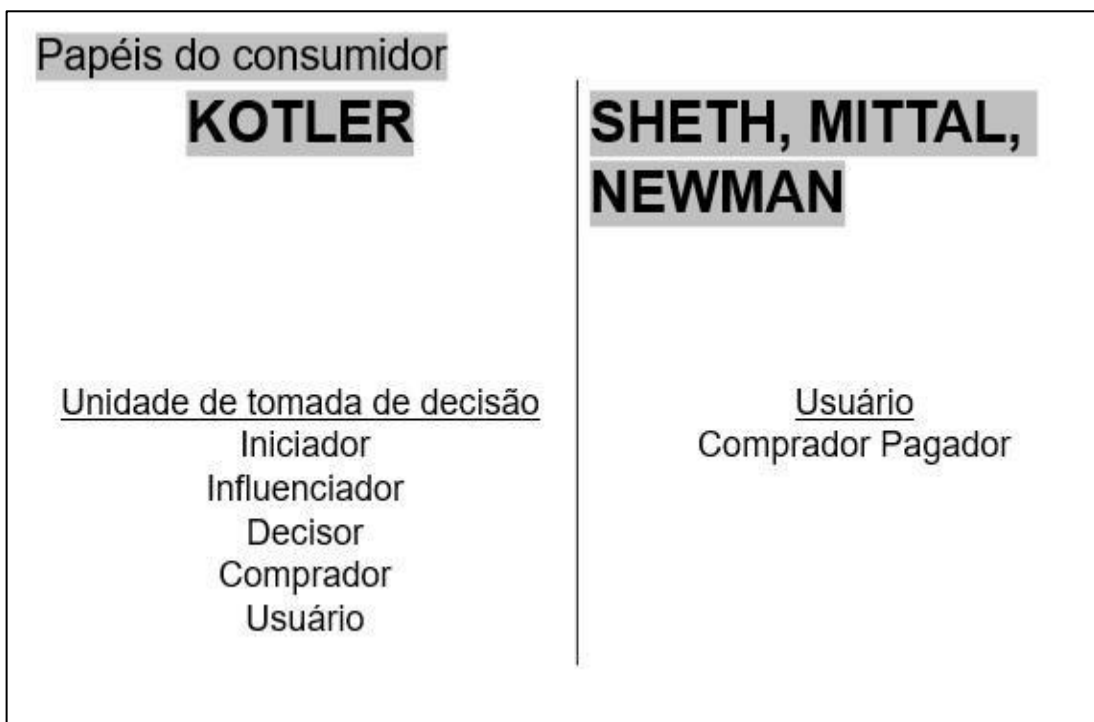 Papéis do consumidor
KOTLER
Unidade de tomada de decisão
Iniciador
Influenciador
Decisor
Comprador
Usuário
SHETH, MITTAL,
NEWMAN
Usuário
Comprador Pagador